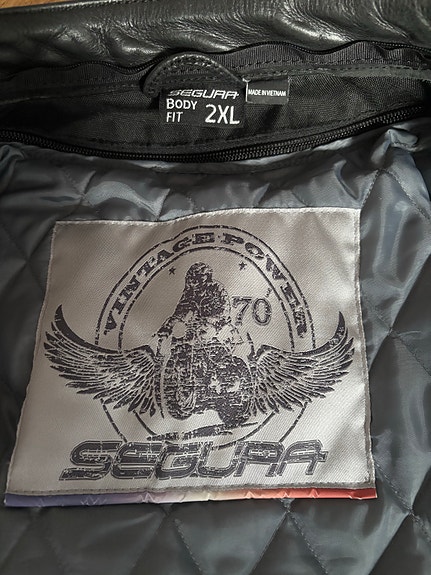 SEGURA
BODY
FIT
2XL
MADE IN VIETNAM
VINTAGE POWER
70
SEGURA